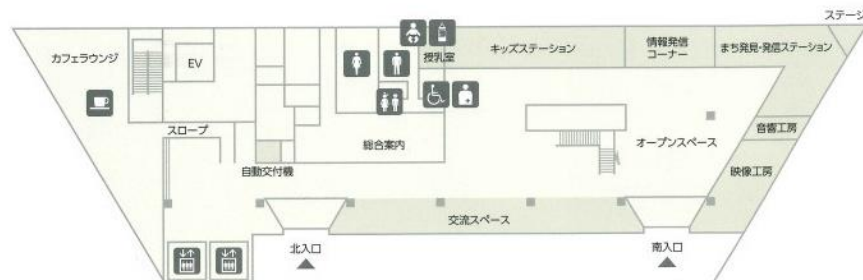 ステージ
カフェラウンジ
EV
授乳室
キッズステーション
情報発信
コーナー
まち発見・発信ステーション
スロープ
総合案内
オープンスペース
音響工房
自動交付機
映像工房
交流スペース
北入口
南入口